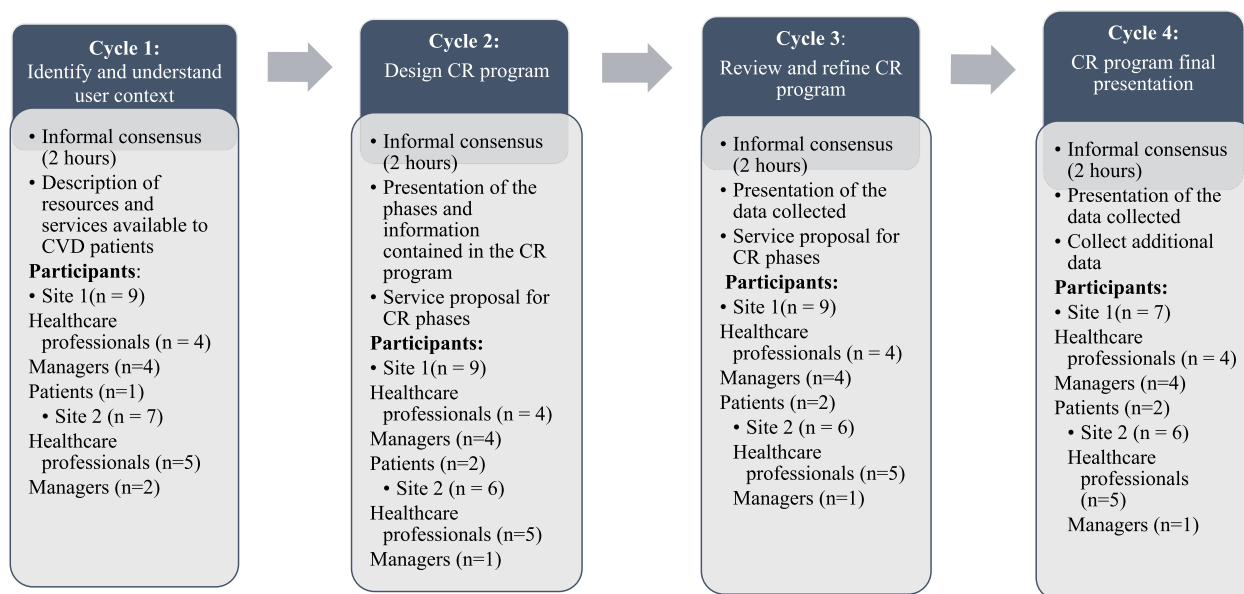 Cycle 1:
Identify and understand
user context
• Informal consensus
(2 hours)
• Description of
resources and
services available to
CVD patients
Participants:
• Site 1(n = 9)
Healthcare
professionals (n = 4)
Managers (n=4)
Patients (n=1)
• Site 2 (n = 7)
Healthcare
professionals (n=5)
Managers (n=2)
Cycle 2:
Design CR program
• Informal consensus
(2 hours)
• Presentation of the
phases and
information
contained in the CR
program
• Service proposal for
CR phases
Participants:
• Site 1(n = 9)
Healthcare
professionals (n = 4)
Managers (n=4)
Patients (n=2)
• Site 2 (n = 6)
Healthcare
professionals (n=5)
Managers (n=1)
Cycle 3:
Review and refine CR
program
• Informal consensus
(2 hours)
• Presentation of the
data collected
• Service proposal for
CR phases
Participants:
• Site 1(n = 9)
Healthcare
professionals (n = 4)
Managers (n=4)
Patients (n=2)
• Site 2 (n = 6)
Healthcare
professionals (n=5)
Managers (n=1)
Cycle 4:
CR program final
presentation
• Informal consensus
(2 hours)
• Presentation of the
data collected
• Collect additional
data
Participants:
• Site 1(n = 7)
Healthcare
professionals (n = 4)
Managers (n=4)
Patients (n=2)
• Site 2 (n = 6)
Healthcare
professionals
(n=5)
Managers (n=1)